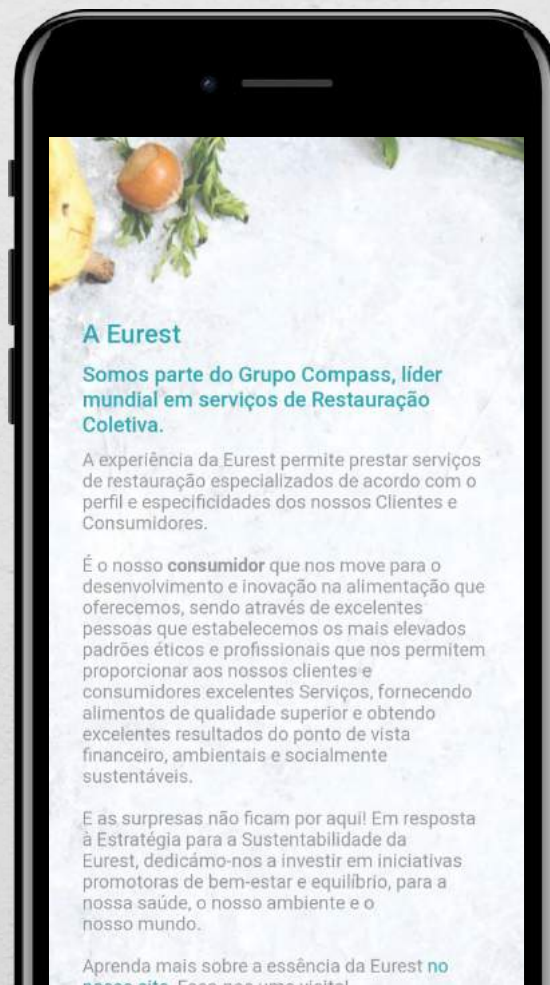 A Eurest
Somos parte do Grupo Compass, líder
mundial em serviços de Restauração
Coletiva.
A experiência da Eurest permite prestar serviços
de restauração especializados de acordo com o
perfil e especificidades dos nossos Clientes e
Consumidores.
É o nosso consumidor que nos move para o
desenvolvimento e inovação na alimentação que
oferecemos, sendo através de excelentes
pessoas que estabelecemos os mais elevados
padrões éticos e profissionais que nos permitem
proporcionar aos nossos clientes e
consumidores excelentes Serviços, fornecendo
alimentos de qualidade superior e obtendo
excelentes resultados do ponto de vista
financeiro, ambientais e socialmente
sustentáveis.
E as surpresas não ficam por aqui! Em resposta
à Estratégia para a Sustentabilidade da
Eurest, dedicámo-nos a investir em iniciativas
promotoras de bem-estar e equilíbrio, para a
nossa saúde, o nosso ambiente e o
nosso mundo.
Aprenda mais sobre a essência da Eurest no